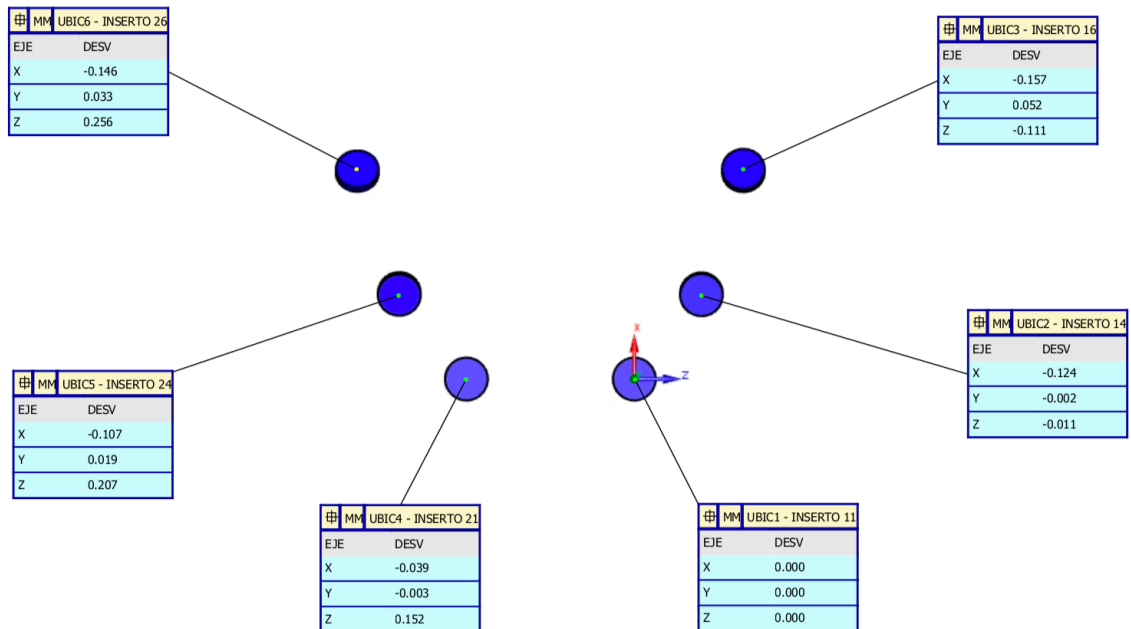 ⌖ MM UBIC6 - INSERTO 26
EJE DESV
X -0.146
Y 0.033
Z 0.256
⌖ MM UBIC3 - INSERTO 16
EJE DESV
X -0.157
Y 0.052
Z -0.111
X
Z
⌖ MM UBIC2 - INSERTO 14
EJE DESV
X -0.124
Y -0.002
Z -0.011
⌖ MM UBIC5 - INSERTO 24
EJE DESV
X -0.107
Y 0.019
Z 0.207
⌖ MM UBIC4 - INSERTO 21
EJE DESV
X -0.039
Y -0.003
Z 0.152
⌖ MM UBIC1 - INSERTO 11
EJE DESV
X 0.000
Y 0.000
Z 0.000